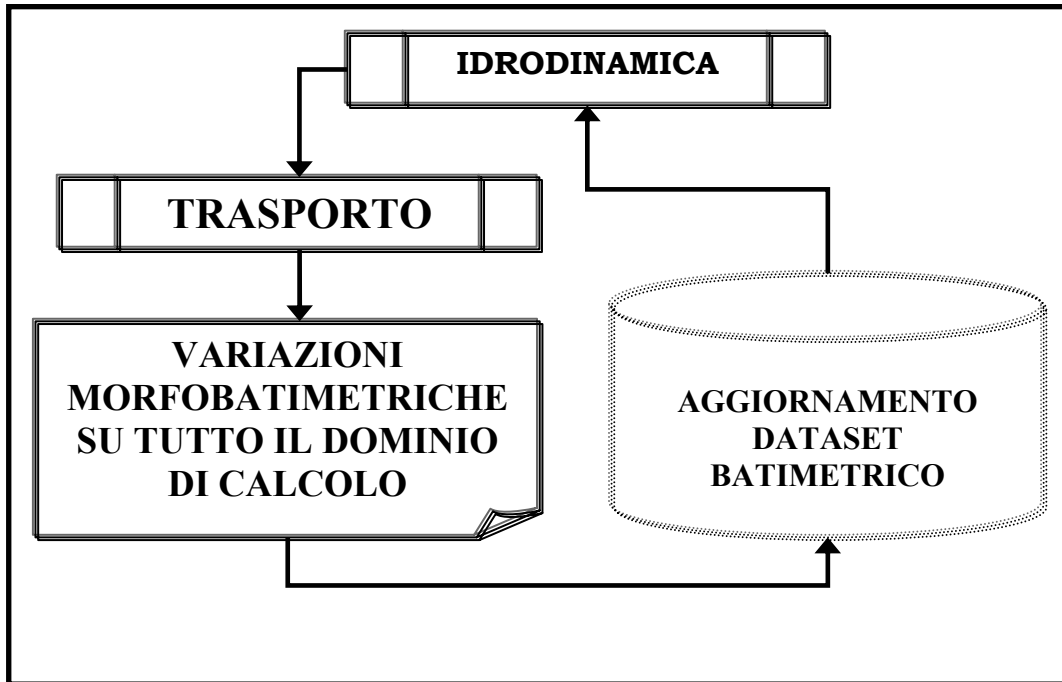 IDRODINAMICA
TRASPORTO
VARIAZIONI
MORFOBATIMETRICHE
SU TUTTO IL DOMINIO
DI CALCOLO
AGGIORNAMENTO
DATASET
BATIMETRICO